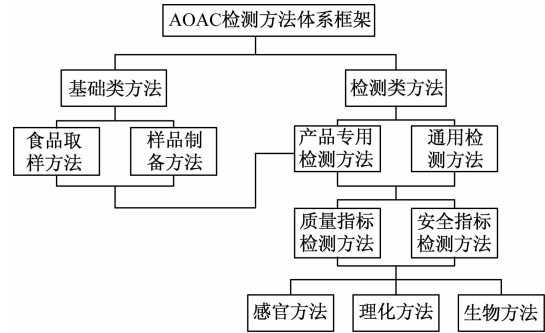 AOAC检测方法体系框架
基础类方法
检测类方法
食品取
样方法
样品制
备方法
产品专用
检测方法
通用检
测方法
质量指标
检测方法
安全指标
检测方法
感官方法
理化方法
生物方法